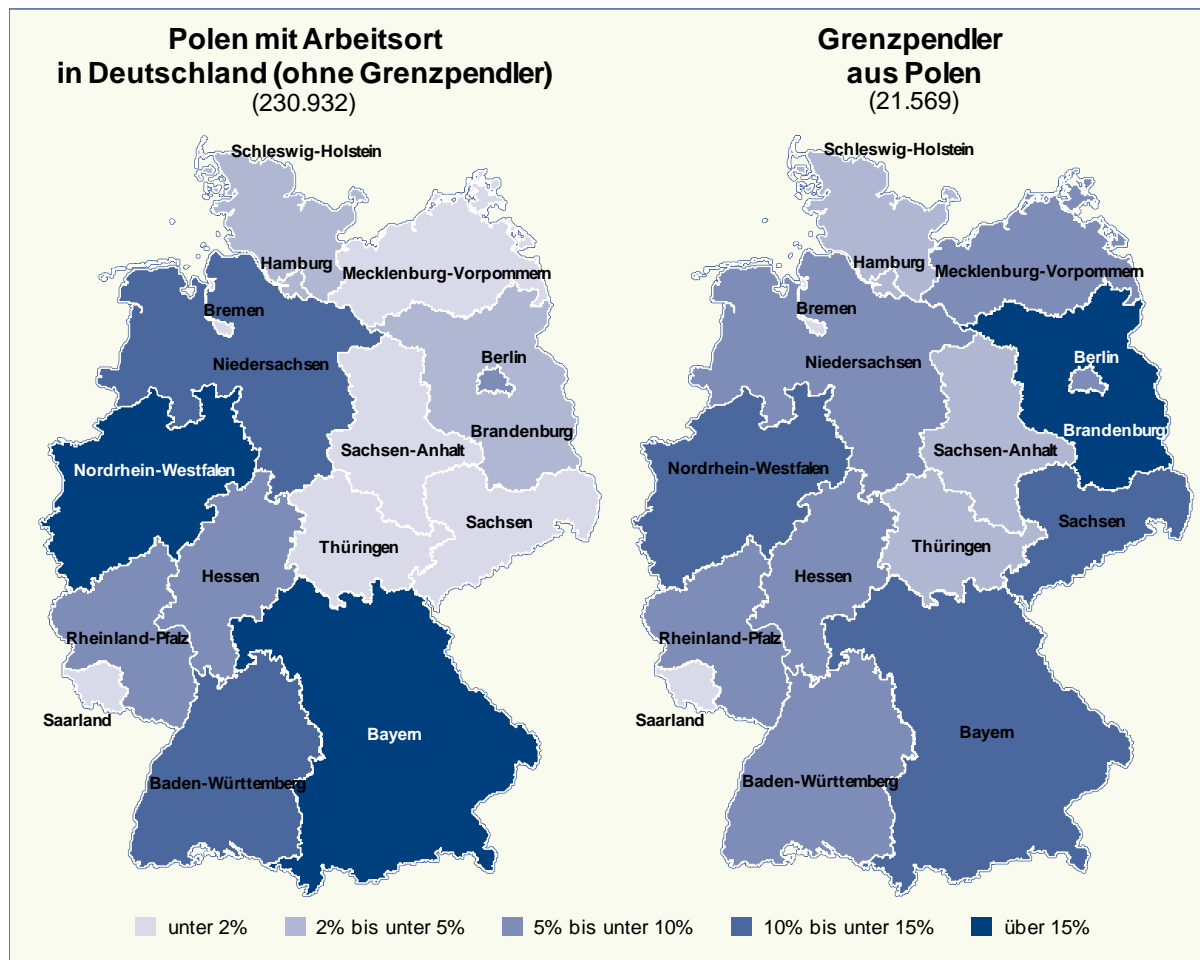 Polen mit Arbeitsort
in Deutschland (ohne Grenzpendler)
(230.932)
Schleswig-Holstein
Hamburg
Mecklenburg-Vorpommern
Bremen
Niedersachsen
Berlin
Brandenburg
Sachsen-Anhalt
Nordrhein-Westfalen
Sachsen
Thüringen
Hessen
Rheinland-Pfalz
Saarland
Bayern
Baden-Württemberg
Grenzpendler
aus Polen
(21.569)
Schleswig-Holstein
Hamburg
Mecklenburg-Vorpommern
Bremen
Niedersachsen
Berlin
Brandenburg
Sachsen-Anhalt
Nordrhein-Westfalen
Sachsen
Thüringen
Hessen
Rheinland-Pfalz
Saarland
Bayern
Baden-Württemberg
unter 2%
2% bis unter 5%
5% bis unter 10%
10% bis unter 15%
über 15%